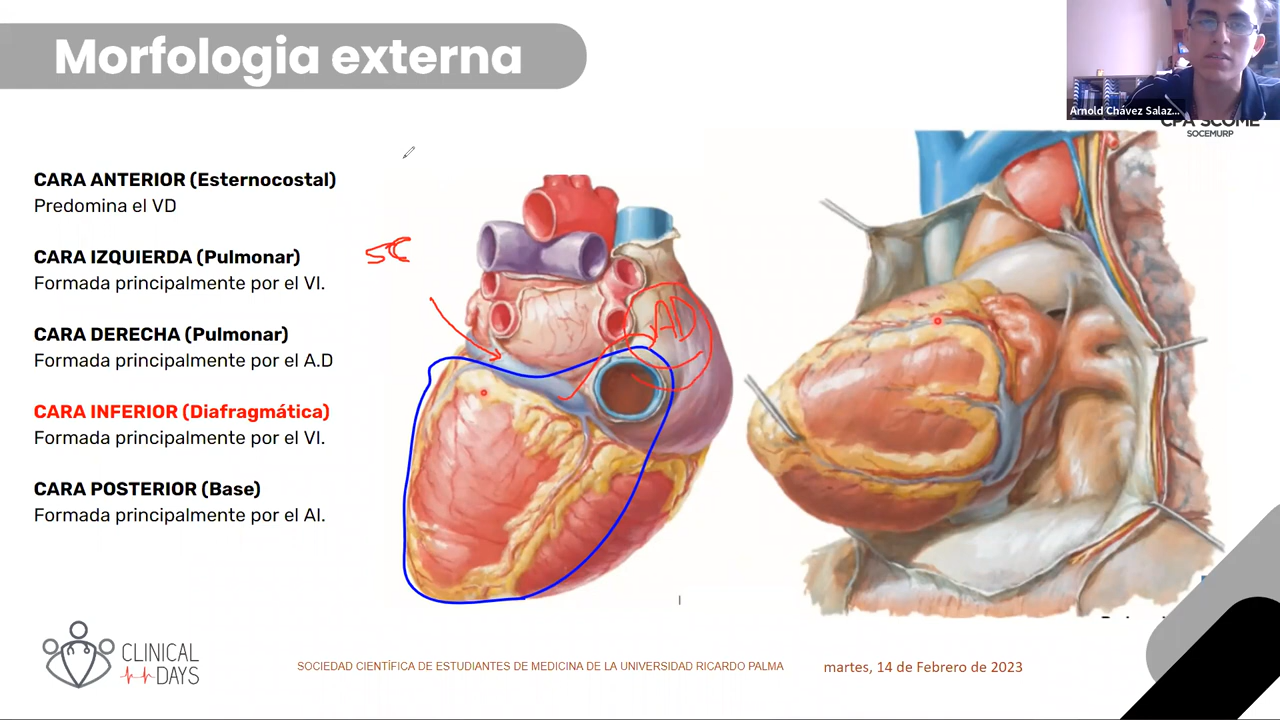 Morfologia externa
Arnold Chávez Salaz...
CPA SCOME
SOCEMURP
CARA ANTERIOR (Esternocostal)
Predomina el VD
CARA IZQUIERDA (Pulmonar)
Formada principalmente por el VI.
CARA DERECHA (Pulmonar)
Formada principalmente por el A.D
CARA INFERIOR (Diafragmática)
Formada principalmente por el VI.
CARA POSTERIOR (Base)
Formada principalmente por el AI.
SC
AD
CLINICAL
DAYS
SOCIEDAD CIENTÍFICA DE ESTUDIANTES DE MEDICINA DE LA UNIVERSIDAD RICARDO PALMA
martes, 14 de Febrero de 2023